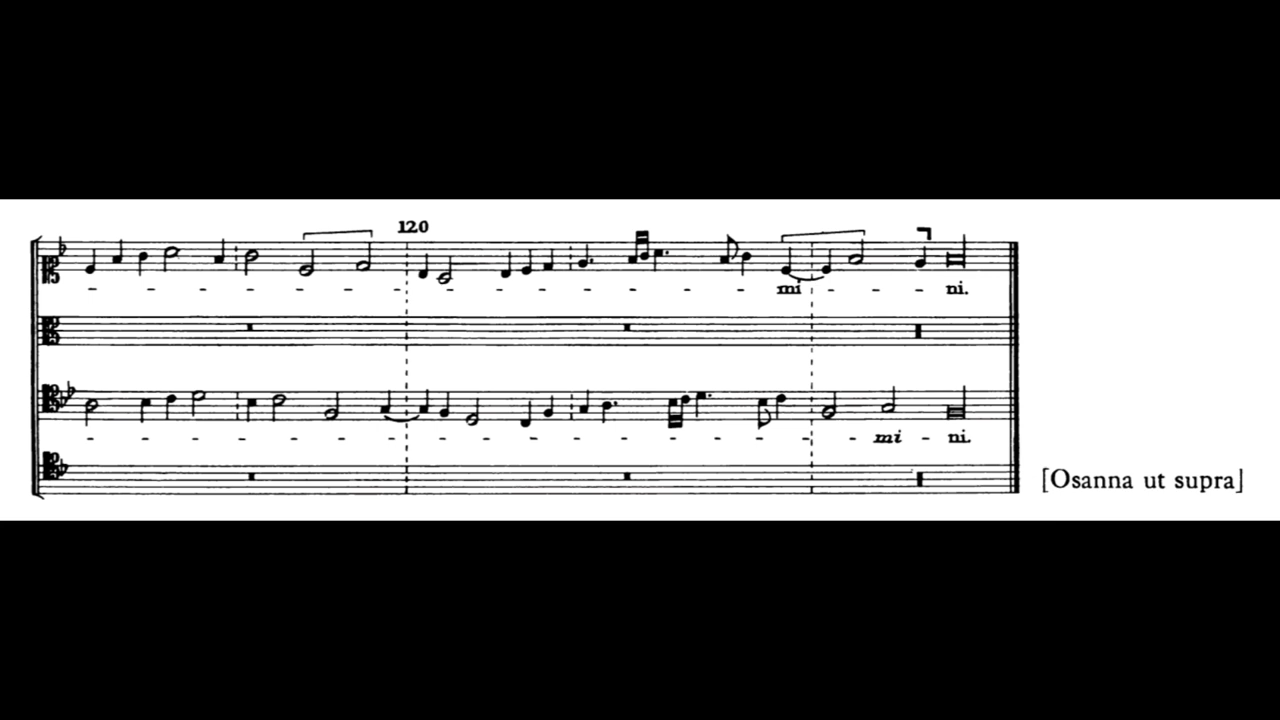 120
- - - - - - - - - - mi - - ni.
- - - - - - - - - - - - mi - ni.
[Osanna ut supra]